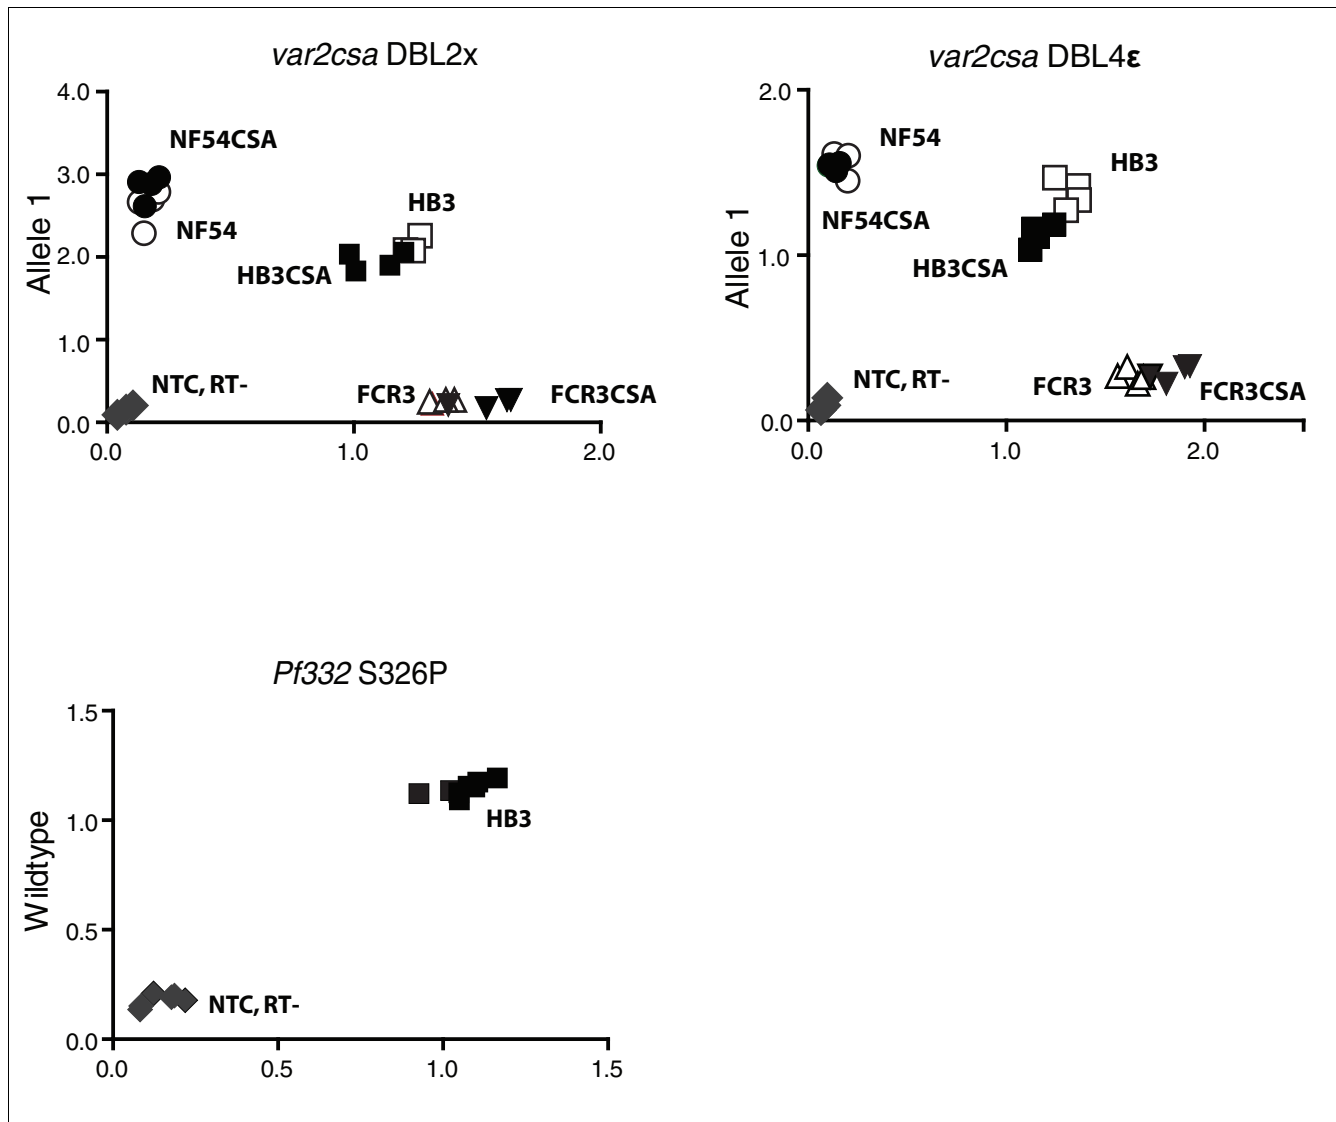 var2csa DBL2x
4.0
3.0
2.0
1.0
0.0
Allele 1
NF54CSA
NF54
HB3
HB3CSA
NTC, RT-
FCR3
FCR3CSA
0.0 1.0 2.0
var2csa DBL4ε
2.0
1.0
0.0
Allele 1
NF54
NF54CSA
HB3
HB3CSA
NTC, RT-
FCR3
FCR3CSA
0.0 1.0 2.0
Pf332 S326P
1.5
1.0
0.5
0.0
Wildtype
HB3
NTC, RT-
0.0 0.5 1.0 1.5